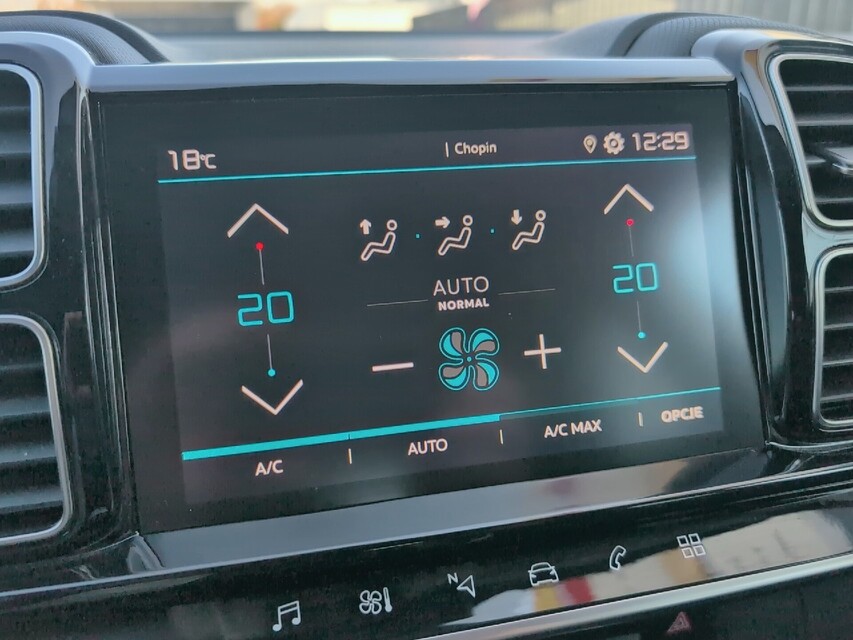 18°C | Chopin 12:29
20 20
AUTO
NORMAL
A/C | AUTO | A/C MAX | OPCJE
N